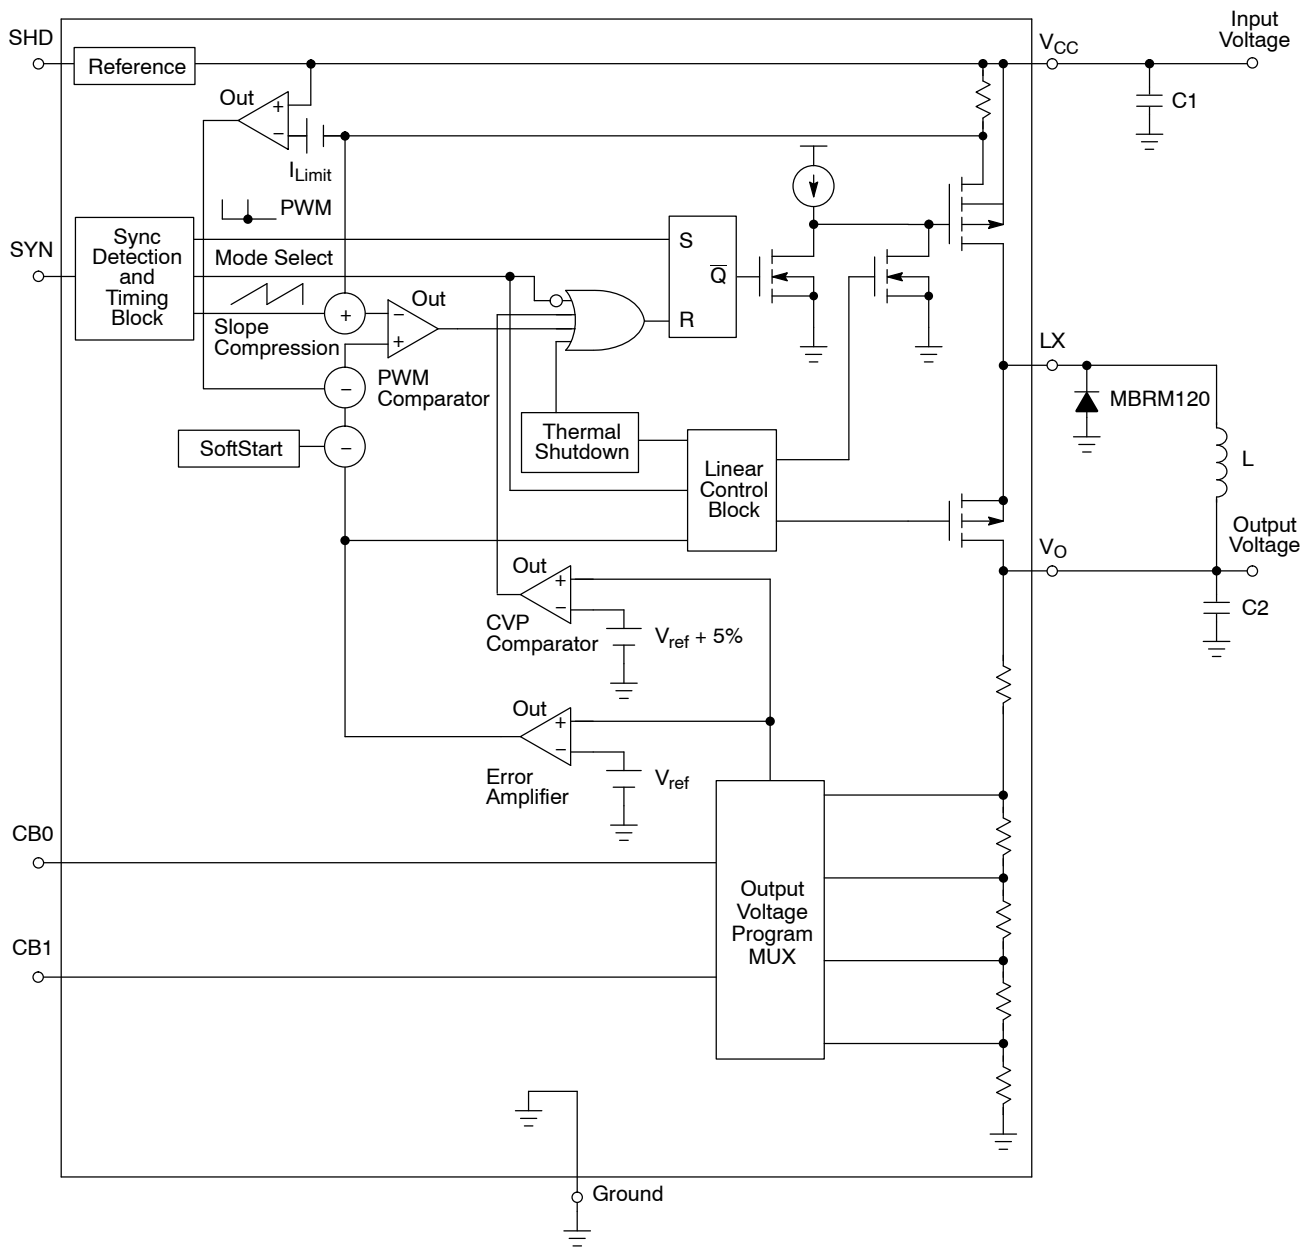 Input
Voltage
SHD
VCC
Reference
Out
+
−
C1
ILimit
PWM
SYN
Sync
Detection
and
Timing
Block
Mode Select
S
Q
R
Out
+
−
+
Slope
Compression
LX
−
PWM
Comparator
MBRM120
SoftStart
−
Thermal
Shutdown
Linear
Control
Block
L
Output
Voltage
VO
Out
+
−
C2
CVP
Comparator
Vref + 5%
Out
+
−
Error
Amplifier
Vref
CB0
Output
Voltage
Program
MUX
CB1
Ground